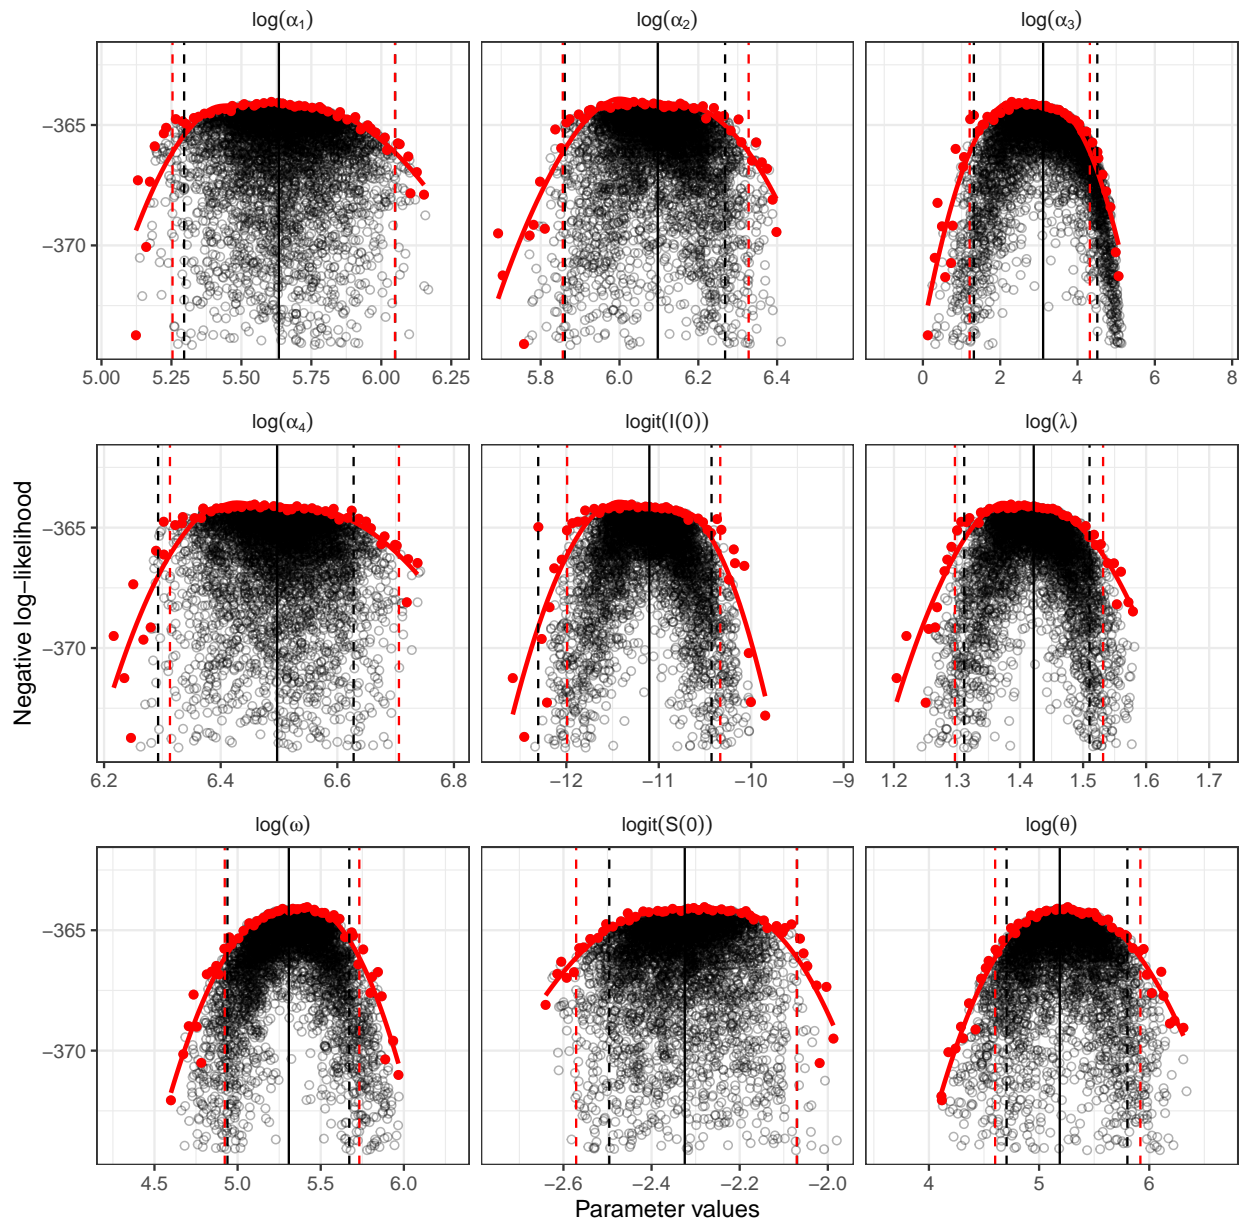 log(α₁) log(α₂) log(α₃)
−365
−370
5.00 5.25 5.50 5.75 6.00 6.25 5.8 6.0 6.2 6.4 0 2 4 6 8
log(α₄) logit(I(0)) log(λ)
−365
−370
6.2 6.4 6.6 6.8 −12 −11 −10 −9 1.2 1.3 1.4 1.5 1.6 1.7
log(ω) logit(S(0)) log(θ)
−365
−370
4.5 5.0 5.5 6.0 −2.6 −2.4 −2.2 −2.0 4 5 6
Negative log−likelihood
Parameter values